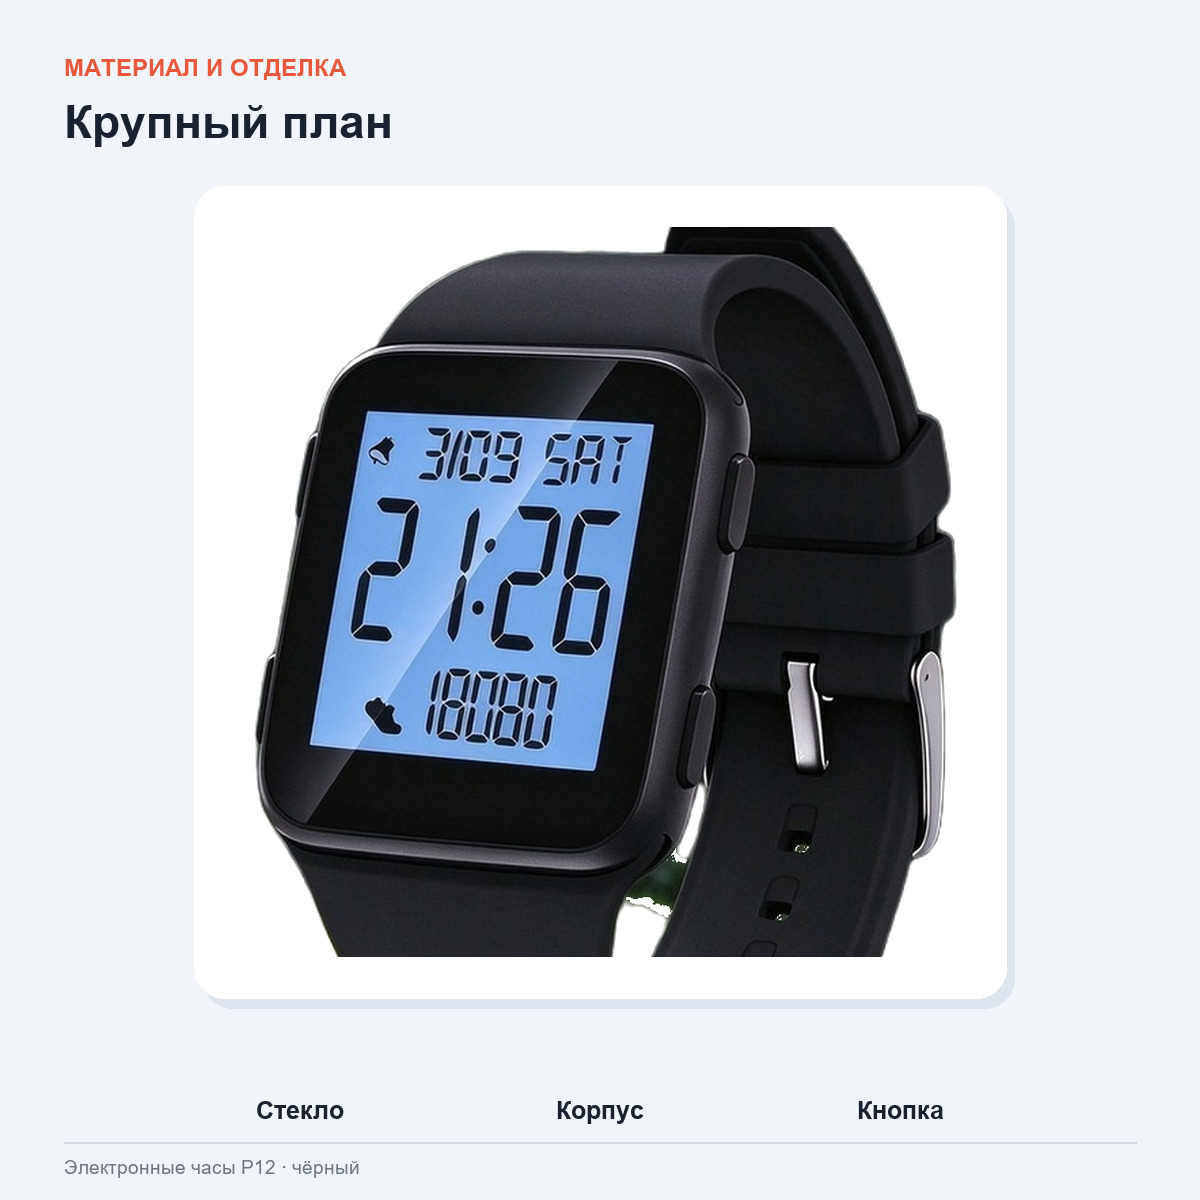 МАТЕРИАЛ И ОТДЕЛКА
Крупный план
3/09 SAT
21:26
18080
Стекло Корпус Кнопка
Электронные часы P12 · чёрный